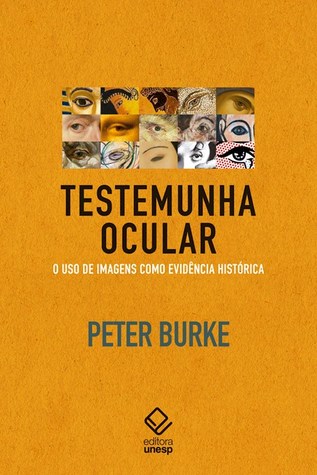 TESTEMUNHA
OCULAR
O USO DE IMAGENS COMO EVIDÊNCIA HISTÓRICA
PETER BURKE
editora
unesp